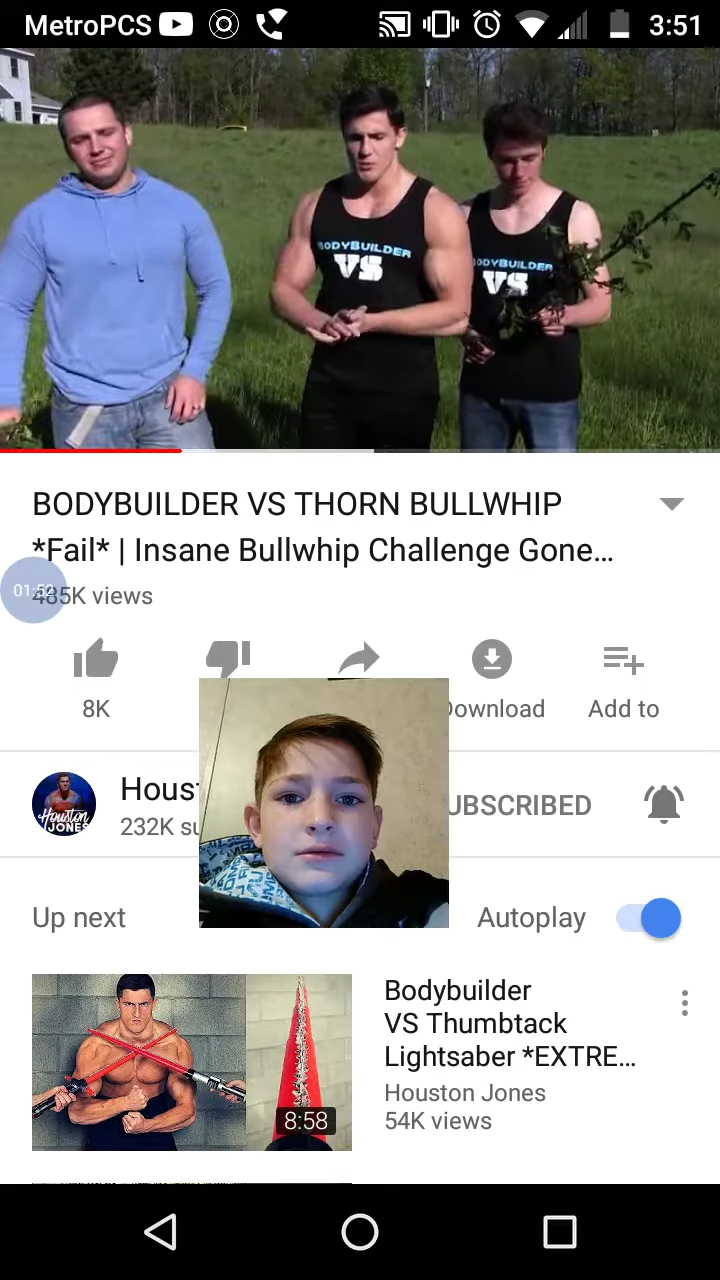 MetroPCS 3:51
BODYBUILDER
VS
BODYBUILDER
VS
BODYBUILDER VS THORN BULLWHIP
*Fail* | Insane Bullwhip Challenge Gone...
485K views
8K
Download
Add to
Houston
JONES
232K
UBSCRIBED
Up next
Autoplay
Bodybuilder
VS Thumbtack
Lightsaber *EXTRE...
Houston Jones
54K views
8:58